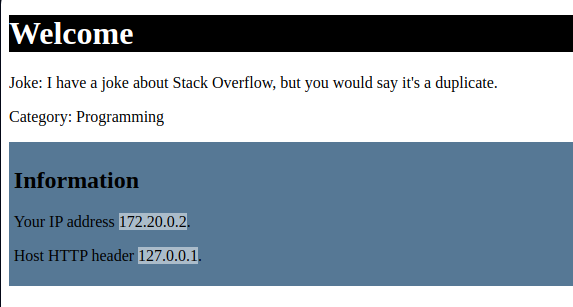 Welcome
Joke: I have a joke about Stack Overflow, but you would say it's a duplicate.
Category: Programming
Information
Your IP address 172.20.0.2.
Host HTTP header 127.0.0.1.